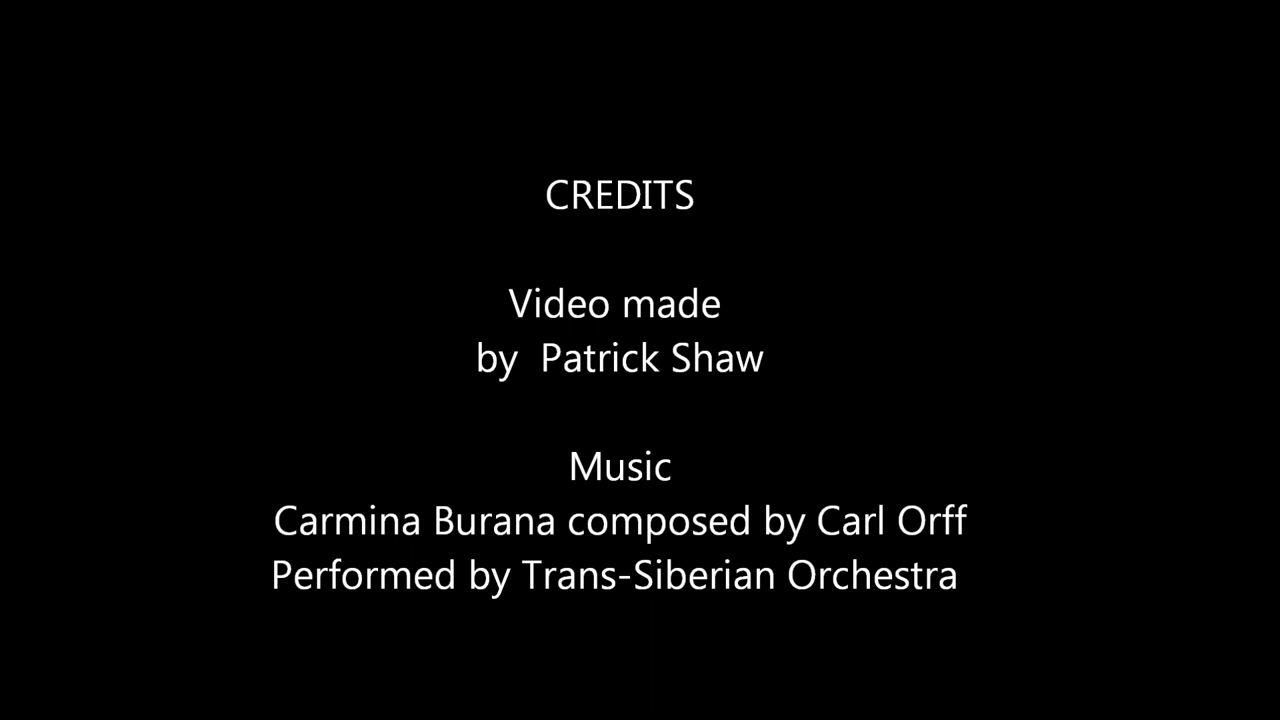 CREDITS
Video made
by  Patrick Shaw
Music
Carmina Burana composed by Carl Orff
Performed by Trans-Siberian Orchestra